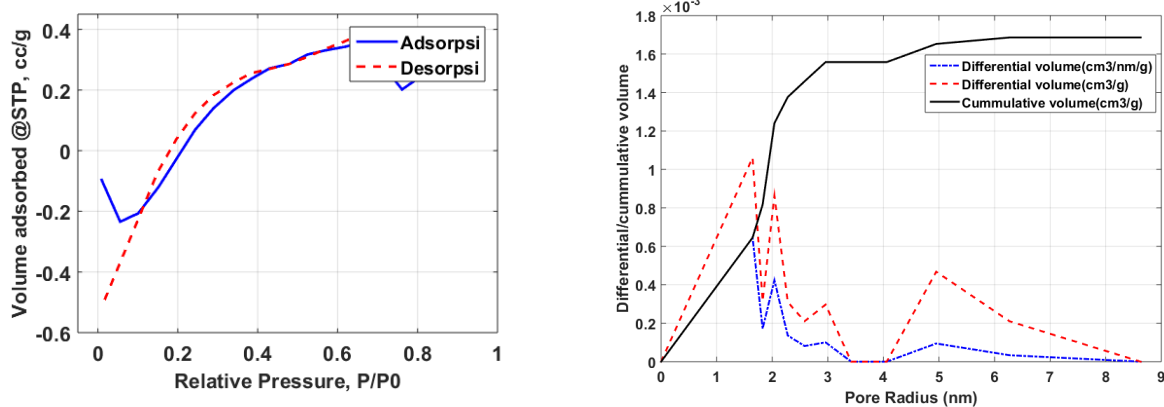 0.4
0.2
0
-0.2
-0.4
-0.6
Volume adsorbed @STP, cc/g
Adsorpsi
Desorpsi
0 0.2 0.4 0.6 0.8 1
Relative Pressure, P/P0
×10-3
1.8
1.6
1.4
1.2
1
0.8
0.6
0.4
0.2
0
Differential/cummulative volume
Differential volume(cm3/nm/g)
Differential volume(cm3/g)
Cummulative volume(cm3/g)
0 1 2 3 4 5 6 7 8 9
Pore Radius (nm)